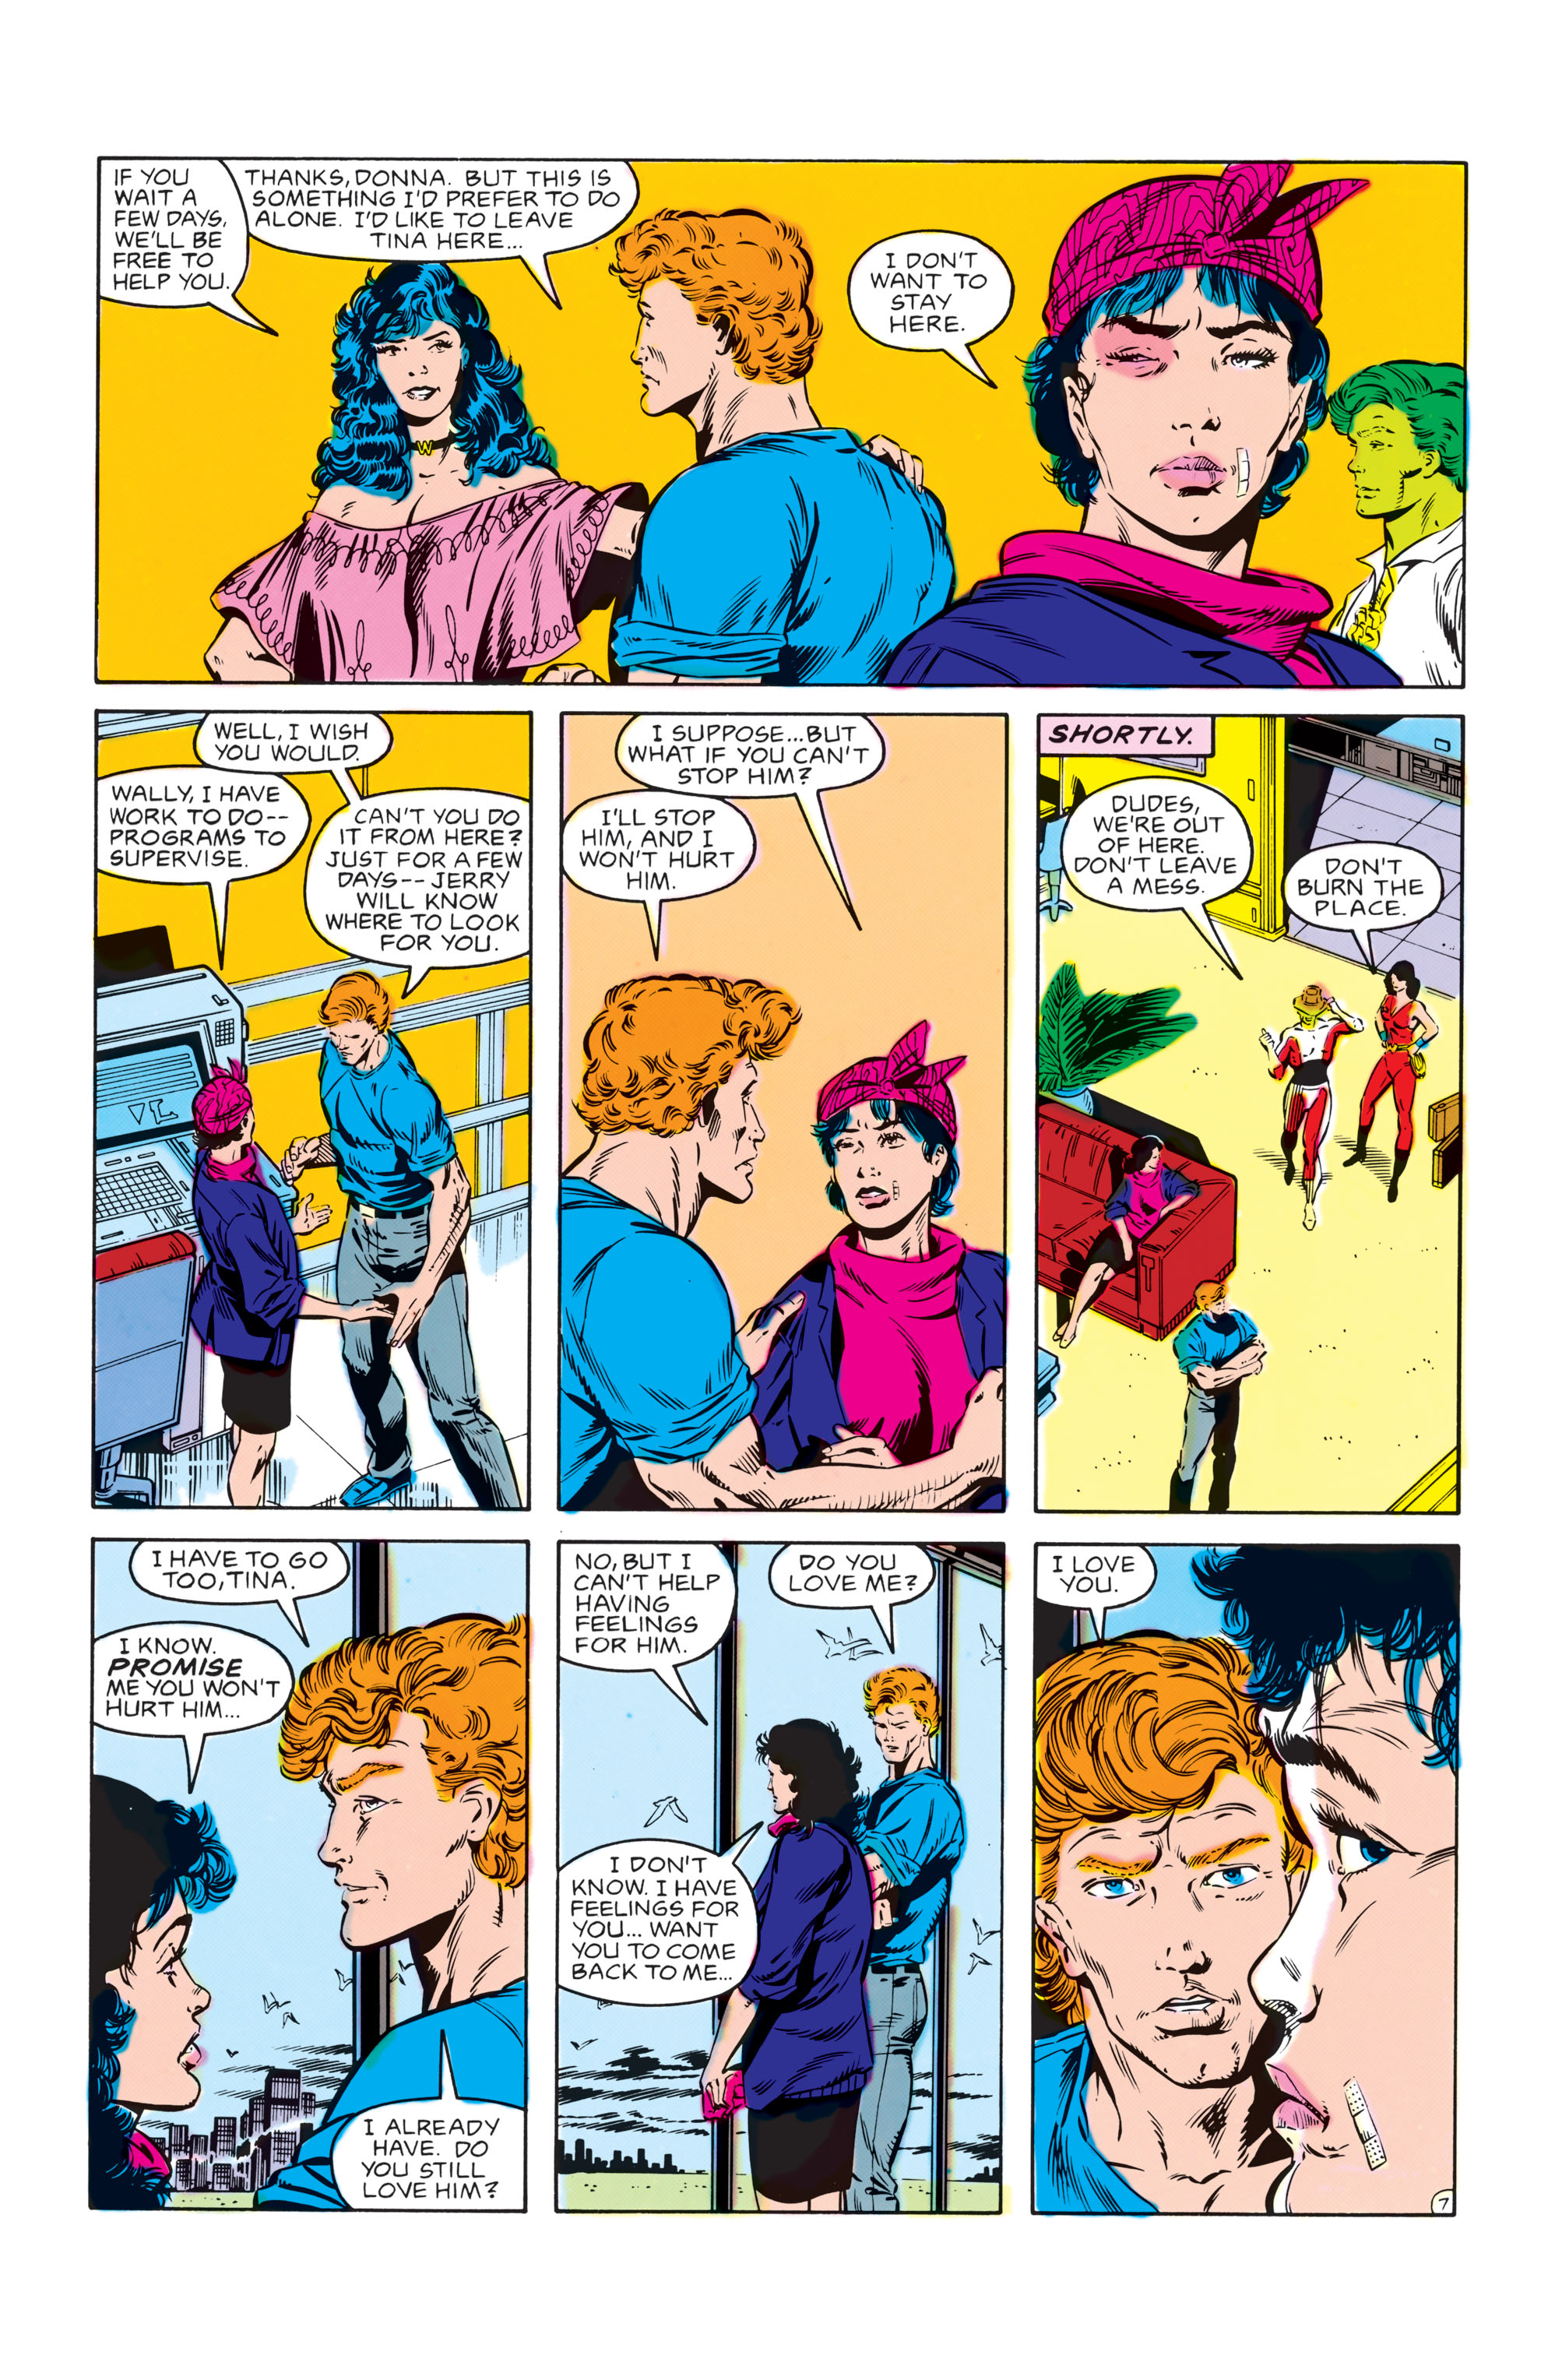 IF YOU
WAIT A
FEW DAYS,
WE'LL BE
FREE TO
HELP YOU.
THANKS, DONNA. BUT THIS IS
SOMETHING I'D PREFER TO DO
ALONE. I'D LIKE TO LEAVE
TINA HERE...
I DON'T
WANT TO
STAY
HERE.
W
WELL, I WISH
YOU WOULD.
WALLY, I HAVE
WORK TO DO--
PROGRAMS TO
SUPERVISE.
CAN'T YOU DO
IT FROM HERE?
JUST FOR A FEW
DAYS-- JERRY
WILL KNOW
WHERE TO LOOK
FOR YOU.
I SUPPOSE...BUT
WHAT IF YOU CAN'T
STOP HIM?
I'LL STOP
HIM, AND I
WON'T HURT
HIM.
SHORTLY.
DUDES,
WE'RE OUT
OF HERE.
DON'T LEAVE
A MESS.
DON'T
BURN THE
PLACE.
I HAVE TO GO
TOO, TINA.
I KNOW.
PROMISE
ME YOU WON'T
HURT HIM...
I ALREADY
HAVE. DO
YOU STILL
LOVE HIM?
NO, BUT I
CAN'T HELP
HAVING
FEELINGS
FOR HIM.
DO YOU
LOVE ME?
I DON'T
KNOW. I HAVE
FEELINGS FOR
YOU... WANT
YOU TO COME
BACK TO ME...
I LOVE
YOU.
7